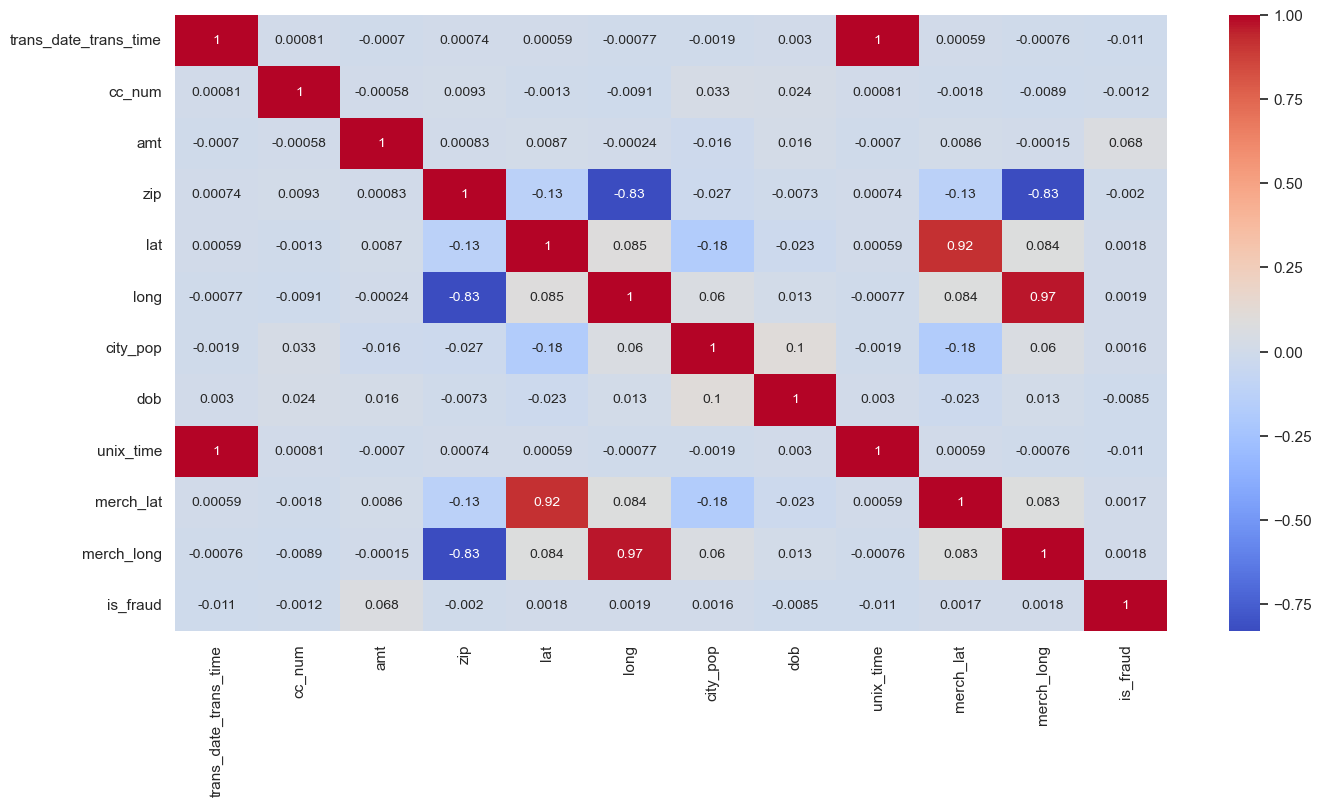 trans_date_trans_time 1 0.00081 -0.0007 0.00074 0.00059 -0.00077 -0.0019 0.003 1 0.00059 -0.00076 -0.011
cc_num 0.00081 1 -0.00058 0.0093 -0.0013 -0.0091 0.033 0.024 0.00081 -0.0018 -0.0089 -0.0012
amt -0.0007 -0.00058 1 0.00083 0.0087 -0.00024 -0.016 0.016 -0.0007 0.0086 -0.00015 0.068
zip 0.00074 0.0093 0.00083 1 -0.13 -0.83 -0.027 -0.0073 0.00074 -0.13 -0.83 -0.002
lat 0.00059 -0.0013 0.0087 -0.13 1 0.085 -0.18 -0.023 0.00059 0.92 0.084 0.0018
long -0.00077 -0.0091 -0.00024 -0.83 0.085 1 0.06 0.013 -0.00077 0.084 0.97 0.0019
city_pop -0.0019 0.033 -0.016 -0.027 -0.18 0.06 1 0.1 -0.0019 -0.18 0.06 0.0016
dob 0.003 0.024 0.016 -0.0073 -0.023 0.013 0.1 1 0.003 -0.023 0.013 -0.0085
unix_time 1 0.00081 -0.0007 0.00074 0.00059 -0.00077 -0.0019 0.003 1 0.00059 -0.00076 -0.011
merch_lat 0.00059 -0.0018 0.0086 -0.13 0.92 0.084 -0.18 -0.023 0.00059 1 0.083 0.0017
merch_long -0.00076 -0.0089 -0.00015 -0.83 0.084 0.97 0.06 0.013 -0.00076 0.083 1 0.0018
is_fraud -0.011 -0.0012 0.068 -0.002 0.0018 0.0019 0.0016 -0.0085 -0.011 0.0017 0.0018 1
trans_date_trans_time
cc_num
amt
zip
lat
long
city_pop
dob
unix_time
merch_lat
merch_long
is_fraud
1.00
0.75
0.50
0.25
0.00
−0.25
−0.50
−0.75